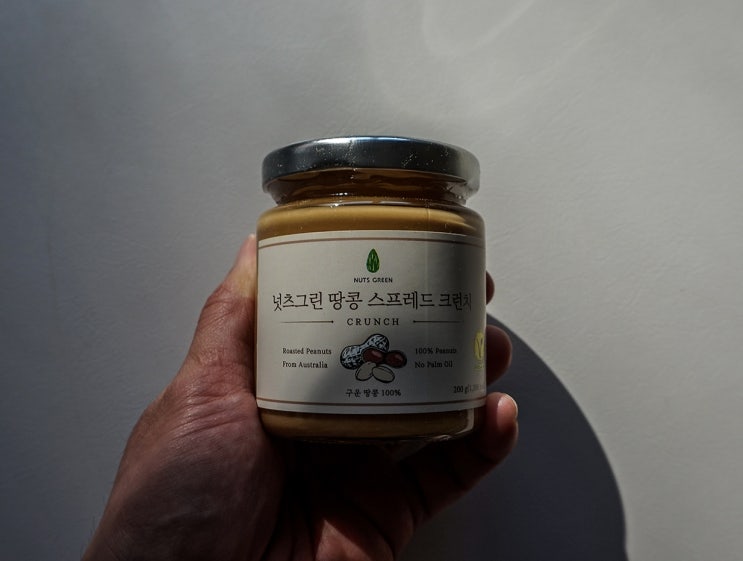 NUTS GREEN
넛츠그린 땅콩 스프레드 크런치
CRUNCH
Roasted Peanuts
From Australia
100% Peanuts
No Palm Oil
구운 땅콩 100%
200 g